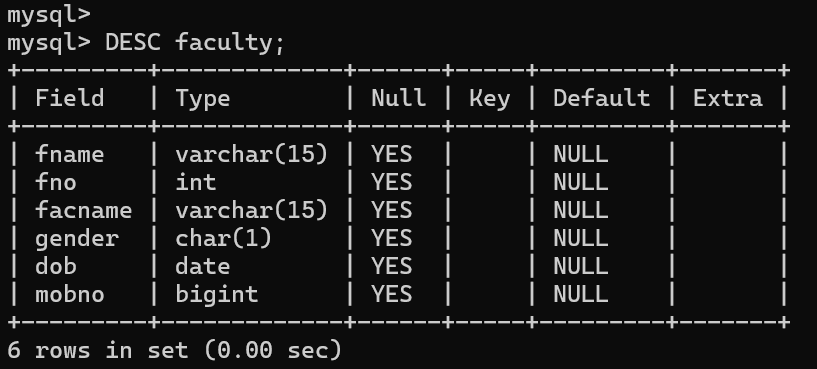 mysql>
mysql> DESC faculty;
+---------+-------------+------+-----+---------+-------+
| Field   | Type        | Null | Key | Default | Extra |
+---------+-------------+------+-----+---------+-------+
| fname   | varchar(15) | YES  |     | NULL    |       |
| fno     | int         | YES  |     | NULL    |       |
| facname | varchar(15) | YES  |     | NULL    |       |
| gender  | char(1)     | YES  |     | NULL    |       |
| dob     | date        | YES  |     | NULL    |       |
| mobno   | bigint      | YES  |     | NULL    |       |
+---------+-------------+------+-----+---------+-------+
6 rows in set (0.00 sec)